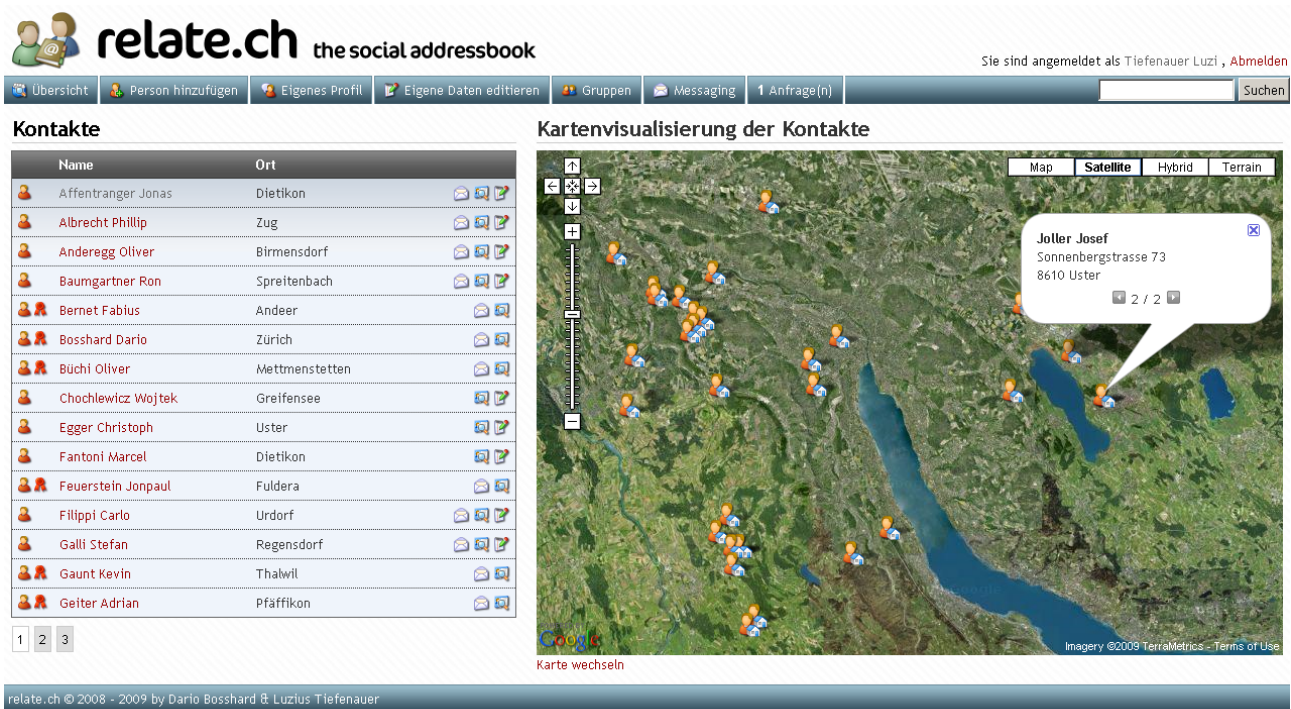 relate.ch the social addressbook
Sie sind angemeldet als Tiefenauer Luzi , Abmelden
Übersicht Person hinzufügen Eigenes Profil Eigene Daten editieren Gruppen Messaging 1 Anfrage(n) Suchen
Kontakte
Name Ort
Affentranger Jonas Dietikon
Albrecht Phillip Zug
Anderegg Oliver Birmensdorf
Baumgartner Ron Spreitenbach
Bernet Fabius Andeer
Bosshard Dario Zürich
Büchi Oliver Mettmenstetten
Chochlewicz Wojtek Greifensee
Egger Christoph Uster
Fantoni Marcel Dietikon
Feuerstein Jonpaul Fuldera
Filippi Carlo Urdorf
Galli Stefan Regensdorf
Gaunt Kevin Thalwil
Geiter Adrian Pfäffikon
1 2 3
Kartenvisualisierung der Kontakte
Map Satellite Hybrid Terrain
Joller Josef
Sonnenbergstrasse 73
8610 Uster
2 / 2
Google
Imagery ©2009 TerraMetrics - Terms of Use
Karte wechseln
relate.ch © 2008 - 2009 by Dario Bosshard & Luzius Tiefenauer